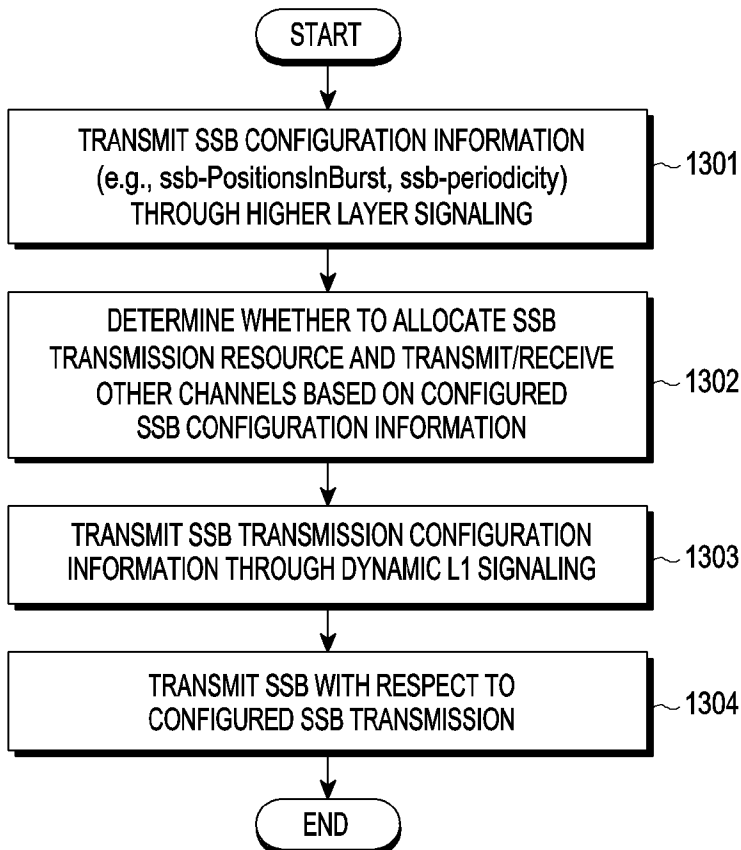 START
TRANSMIT SSB CONFIGURATION INFORMATION
(e.g., ssb-PositionsInBurst, ssb-periodicity)
THROUGH HIGHER LAYER SIGNALING
1301
DETERMINE WHETHER TO ALLOCATE SSB
TRANSMISSION RESOURCE AND TRANSMIT/RECEIVE
OTHER CHANNELS BASED ON CONFIGURED
SSB CONFIGURATION INFORMATION
1302
TRANSMIT SSB TRANSMISSION CONFIGURATION
INFORMATION THROUGH DYNAMIC L1 SIGNALING
1303
TRANSMIT SSB WITH RESPECT TO
CONFIGURED SSB TRANSMISSION
1304
END